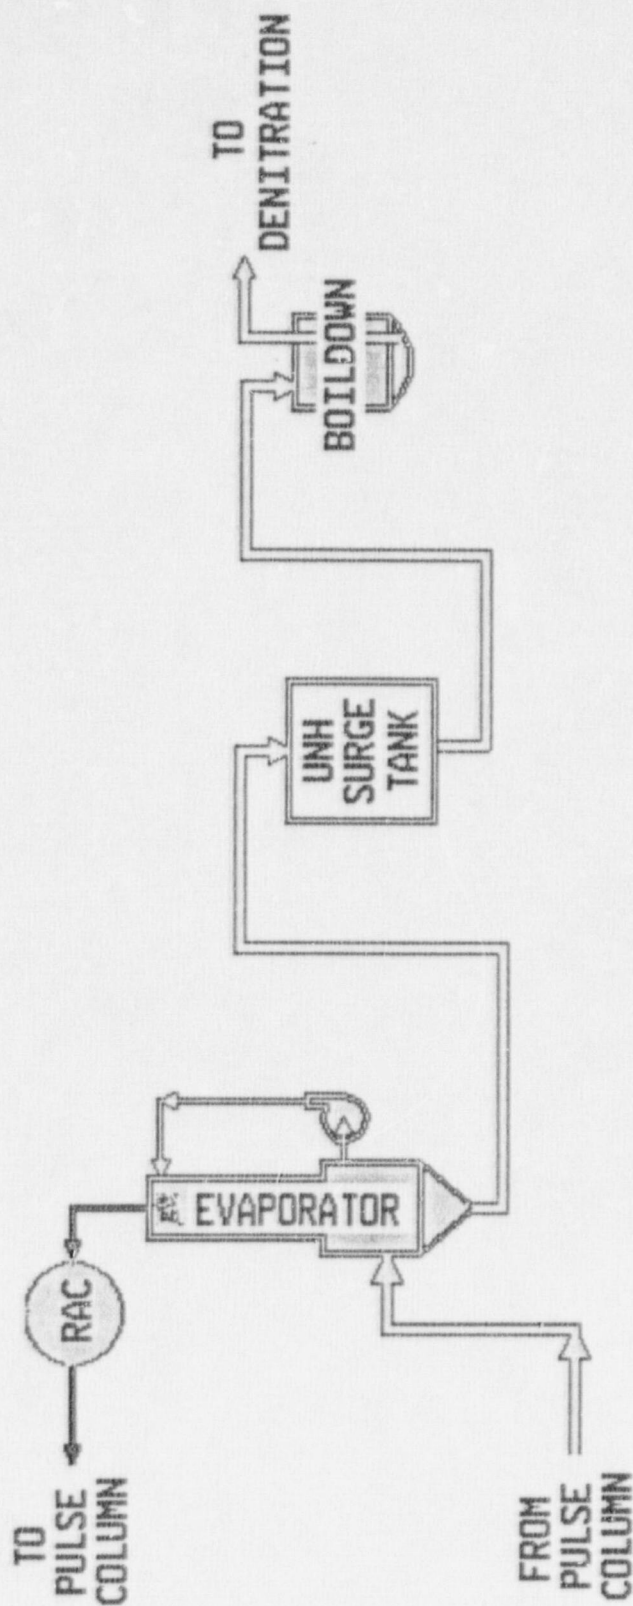 TO
PULSE
COLUMN
RAC
EVAPORATOR
FROM
PULSE
COLUMN
UNH
SURGE
TANK
BOILDOWN
TO
DENITRATION